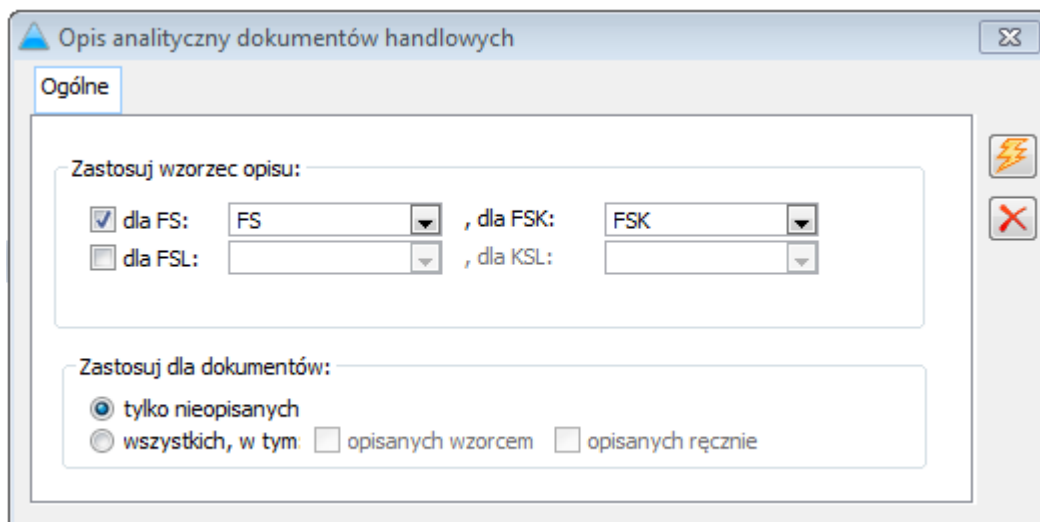 Opis analityczny dokumentów handlowych
Ogólne
Zastosuj wzorzec opisu:
dla FS: FS , dla FSK: FSK
dla FSL: , dla KSL:
Zastosuj dla dokumentów:
tylko nieopisanych
wszystkich, w tym: opisanych wzorcem opisanych ręcznie